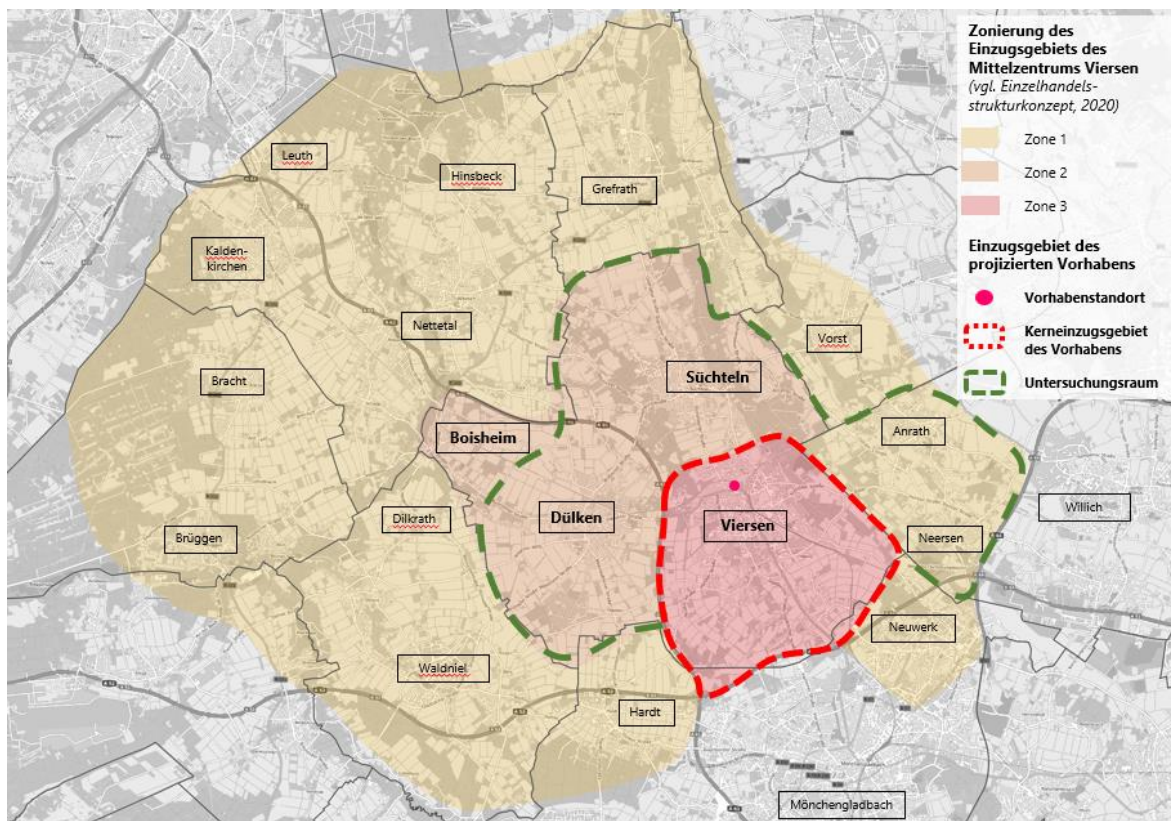 Zonierung des
Einzugsgebiets des
Mittelzentrums Viersen
(vgl. Einzelhandels-
strukturkonzept, 2020)
Zone 1
Zone 2
Zone 3
Einzugsgebiet des
projizierten Vorhabens
Vorhabenstandort
Kerneinzugsgebiet
des Vorhabens
Untersuchungsraum
Leuth
Hinsbeck
Grefrath
Kalden-
kirchen
Nettetal
Vorst
Bracht
Süchteln
Boisheim
Anrath
Dilkrath
Dülken
Viersen
Willich
Brüggen
Neersen
Neuwerk
Waldniel
Hardt
Mönchengladbach